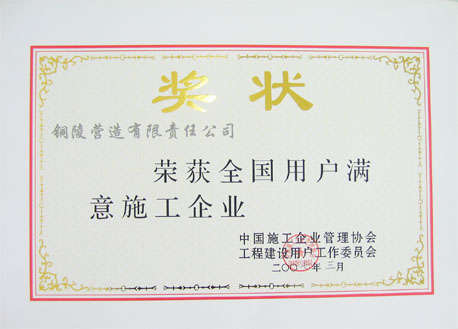 奖状
铜陵营造有限责任公司
荣获全国用户满
意施工企业
中国施工企业管理协会
工程建设用户工作委员会
二〇〇 年 三月